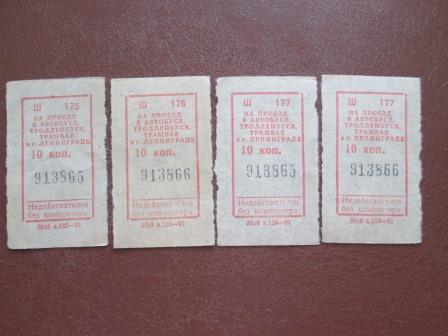 Ш 175
НА ПРОЕЗД
В АВТОБУСЕ,
ТРОЛЛЕЙБУСЕ,
ТРАМВАЕ
в г. ЛЕНИНГРАДЕ
10 коп.
913865
Недействителен
без компостера
Ш 176
НА ПРОЕЗД
В АВТОБУСЕ,
ТРОЛЛЕЙБУСЕ,
ТРАМВАЕ
в г. ЛЕНИНГРАДЕ
10 коп.
913866
Недействителен
без компостера
Ш 177
НА ПРОЕЗД
В АВТОБУСЕ,
ТРОЛЛЕЙБУСЕ,
ТРАМВАЕ
в г. ЛЕНИНГРАДЕ
10 коп.
913865
Недействителен
без компостера
Ш 177
НА ПРОЕЗД
В АВТОБУСЕ,
ТРОЛЛЕЙБУСЕ,
ТРАМВАЕ
в г. ЛЕНИНГРАДЕ
10 коп.
913866
Недействителен
без компостера